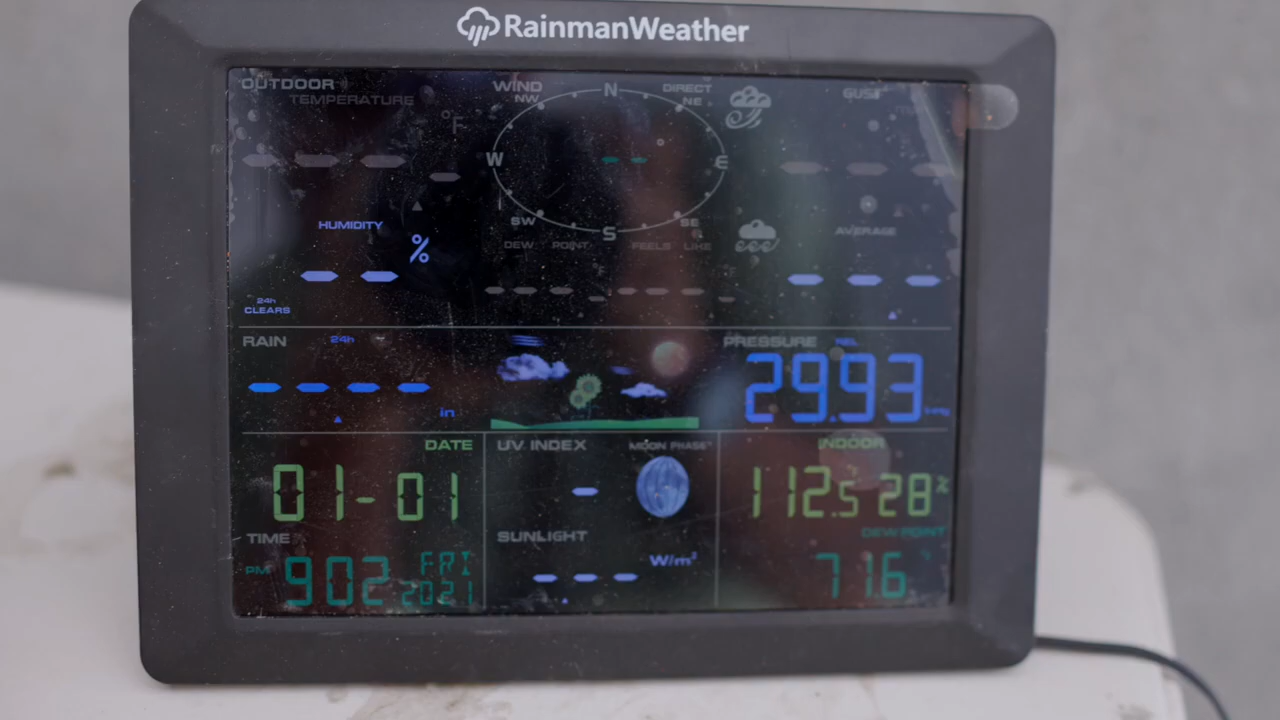 RainmanWeather
OUTDOOR
TEMPERATURE
°F
WIND
DIRECT
N
NE
E
SE
S
SW
W
NW
GUST
HUMIDITY
%
-- --
24h
CLEARS
DEW POINT
FEELS LIKE
AVERAGE
RAIN
24h
in
PRESSURE REL
29.93
DATE
01-01
UV INDEX
MOON PHASE
INDOOR
112.5 28%
TIME
PM 9 02 FRI
2021
SUNLIGHT
W/m²
DEW POINT
71.6